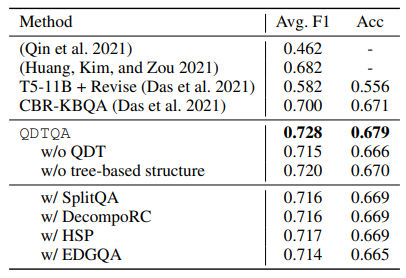 Method Avg. F1 Acc
(Qin et al. 2021) 0.462 -
(Huang, Kim, and Zou 2021) 0.682 -
T5-11B + Revise (Das et al. 2021) 0.582 0.556
CBR-KBQA (Das et al. 2021) 0.700 0.671
QDTQA 0.728 0.679
w/o QDT 0.715 0.666
w/o tree-based structure 0.720 0.670
w/ SplitQA 0.716 0.669
w/ DecompoRC 0.716 0.669
w/ HSP 0.717 0.669
w/ EDGQA 0.714 0.665